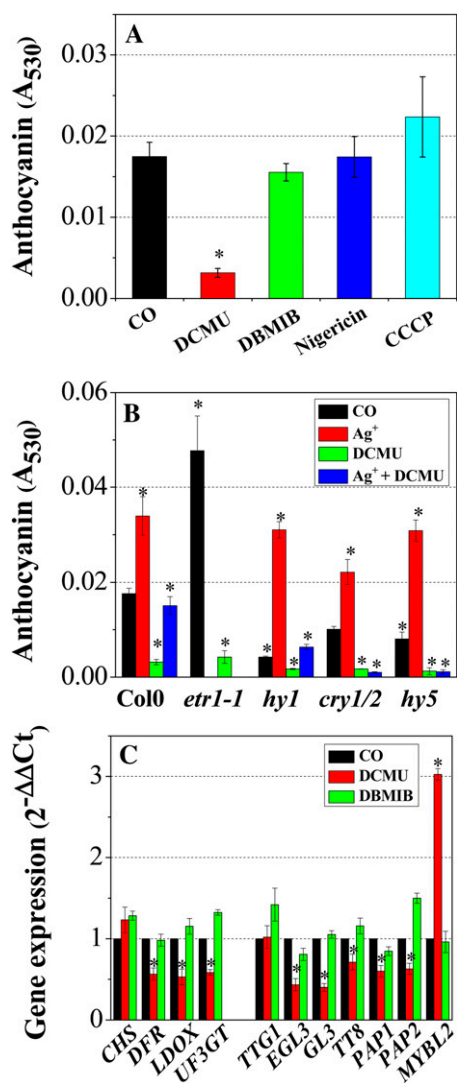 A
Anthocyanin (A530)
0.03
0.02
0.01
0.00
CO
DCMU
DBMIB
Nigericin
CCCP
*
B
Anthocyanin (A530)
0.06
0.04
0.02
0.000
CO
Ag+
DCMU
Ag+ + DCMU
* * * * * * * * * * * * * * *
Col0 etr1-1 hy1 cry1/2 hy5
C
Gene expression (2-ΔΔCt)
3
2
1
0
CO
DCMU
DBMIB
* * * * * * * * *
CHS
DFR
LDOX
UF3GT
TTG1
EGL3
GL3
TT8
PAP1
PAP2
MYBL2